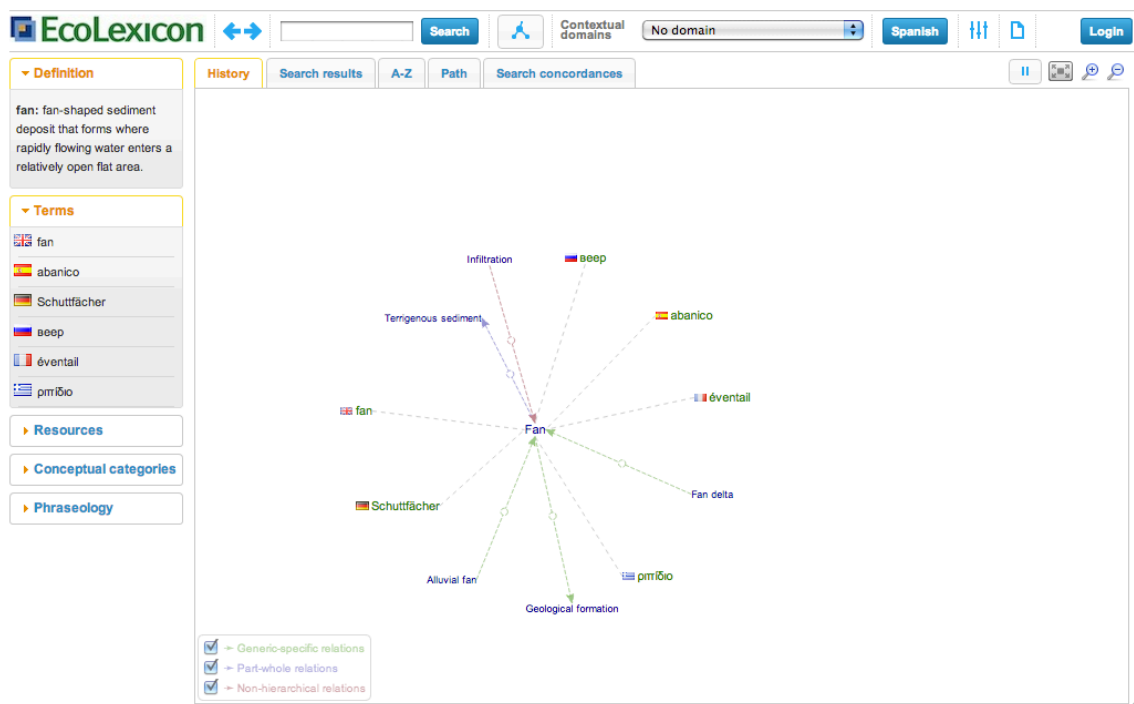 EcoLexicon
Search
Contextual domains
No domain
Spanish
Login
Definition
History
Search results
A-Z
Path
Search concordances
fan: fan-shaped sediment
deposit that forms where
rapidly flowing water enters a
relatively open flat area.
Terms
fan
abanico
Schuttfächer
веер
éventail
ριπίδιο
Resources
Conceptual categories
Phraseology
Infiltration
веер
Terrigenous sediment
abanico
éventail
fan
Fan
Fan delta
Schuttfächer
Alluvial fan
ριπίδιο
Geological formation
Generic-specific relations
Part-whole relations
Non-hierarchical relations